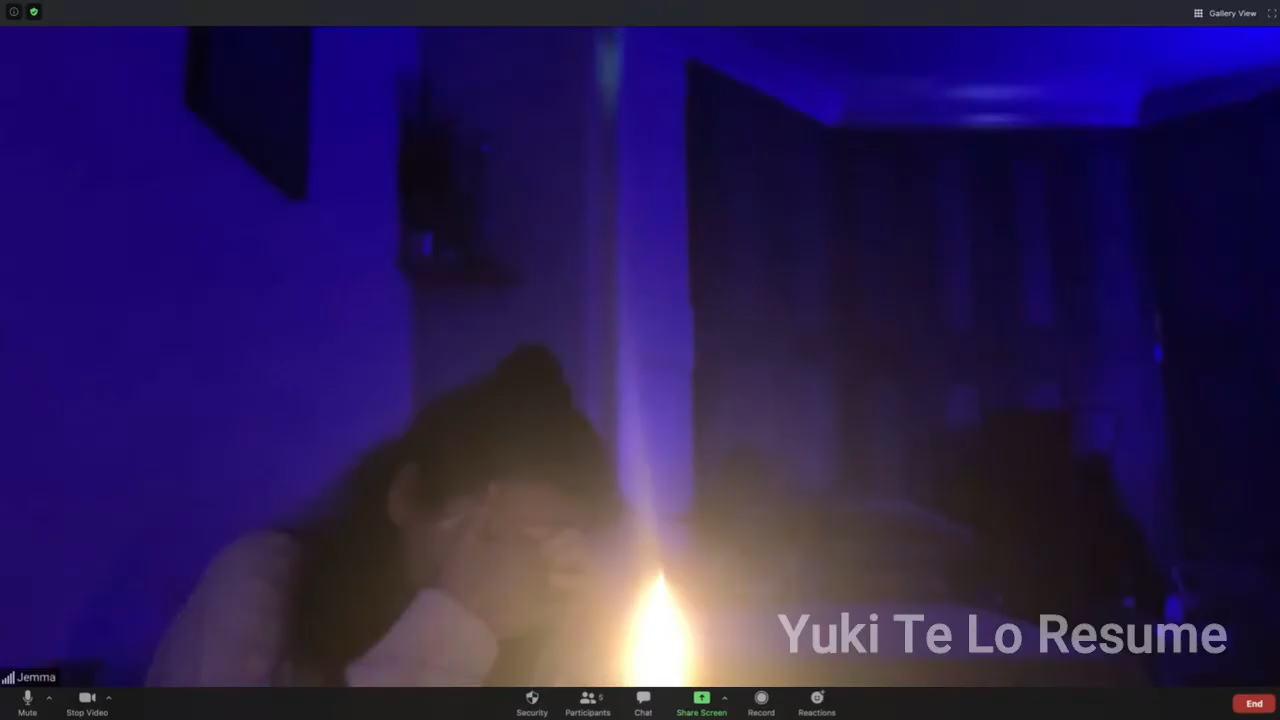 Gallery View
Yuki Te Lo Resume
Jemma
Mute
Stop Video
Security
Participants
5
Chat
Share Screen
Record
Reactions
End